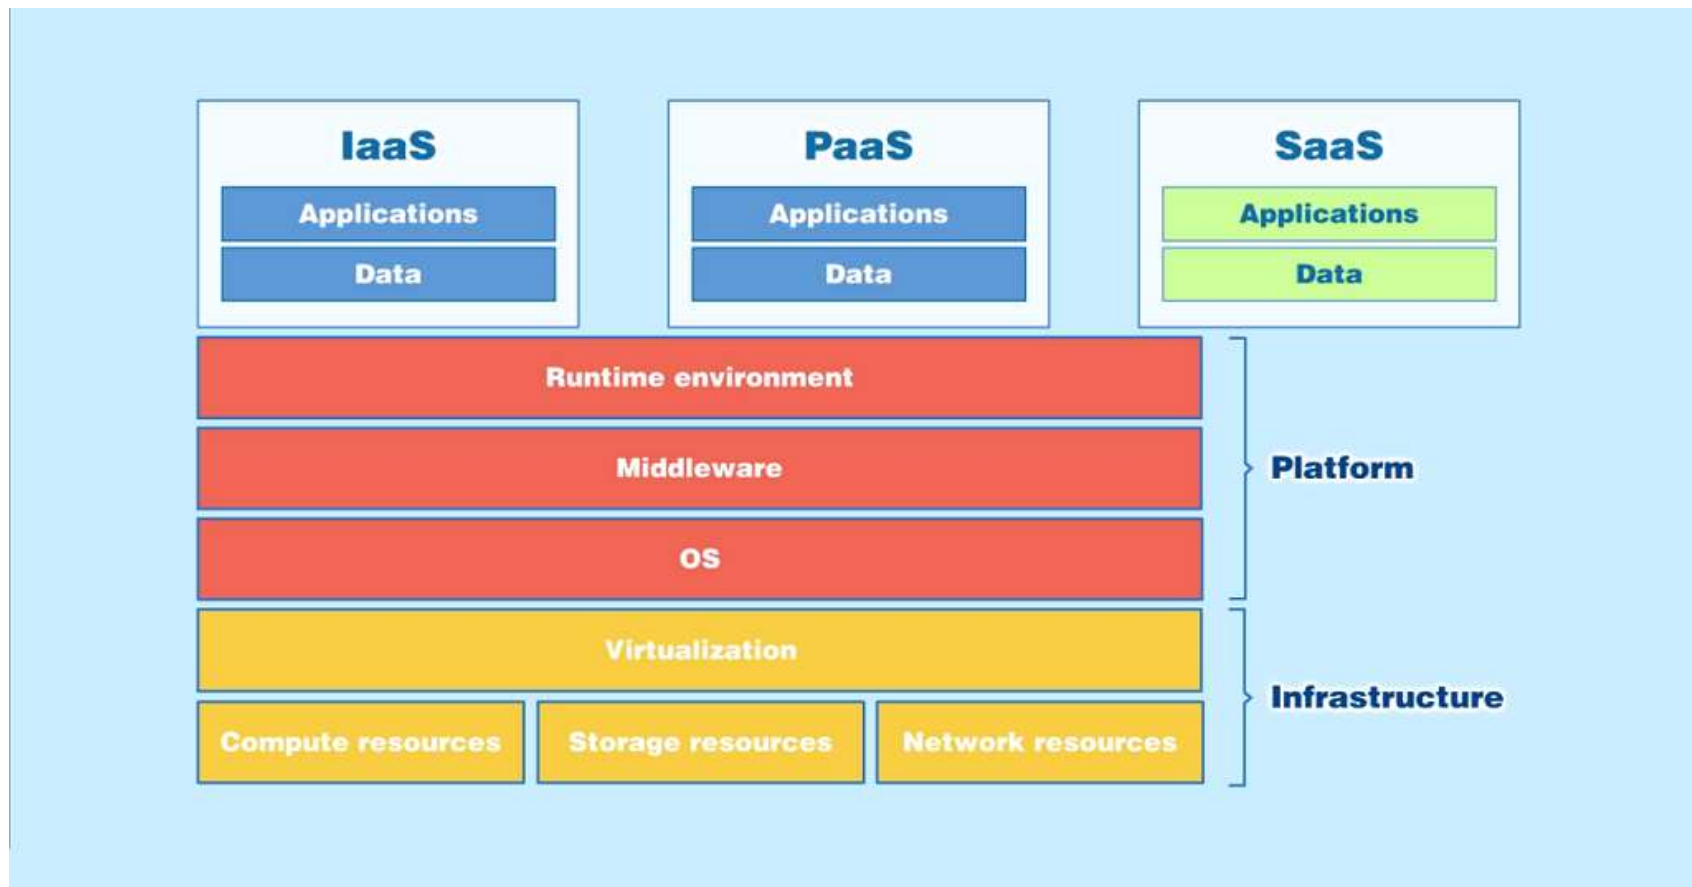 IaaS
Applications
Data
PaaS
Applications
Data
SaaS
Applications
Data
Runtime environment
Middleware
OS
Platform
Virtualization
Compute resources
Storage resources
Network resources
Infrastructure